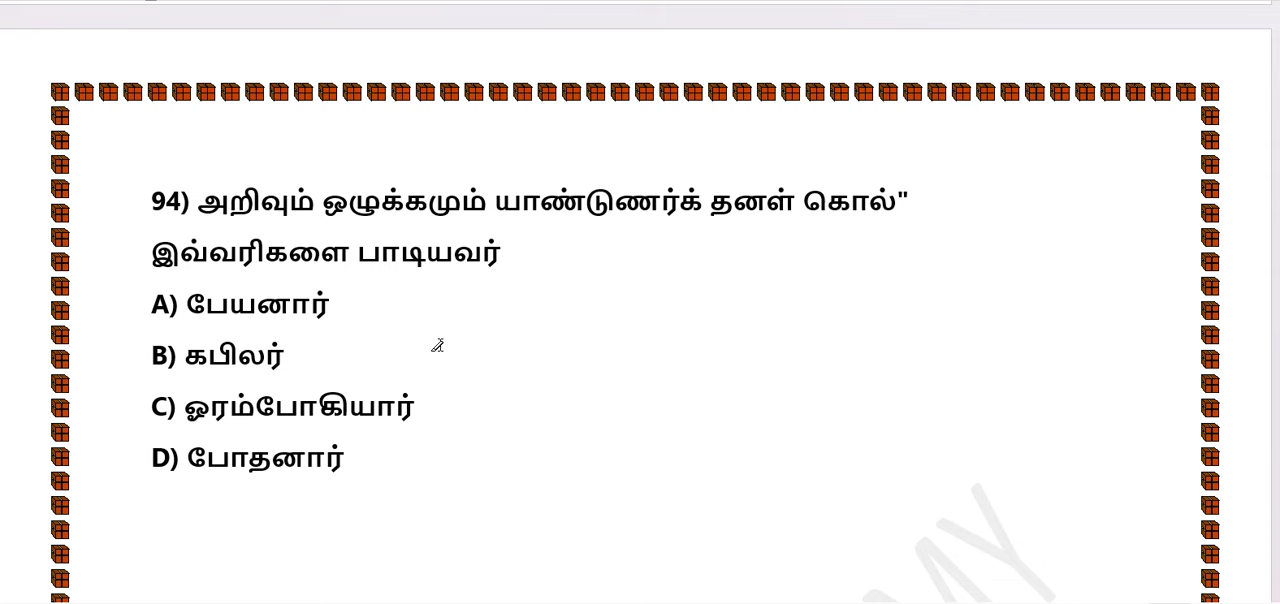 94) அறிவும் ஒழுக்கமும் யாண்டுணர்க் தனள் கொல்"
இவ்வரிகளை பாடியவர்
A) பேயனார்
B) கபிலர்
C) ஓரம்போகியார்
D) போதனார்